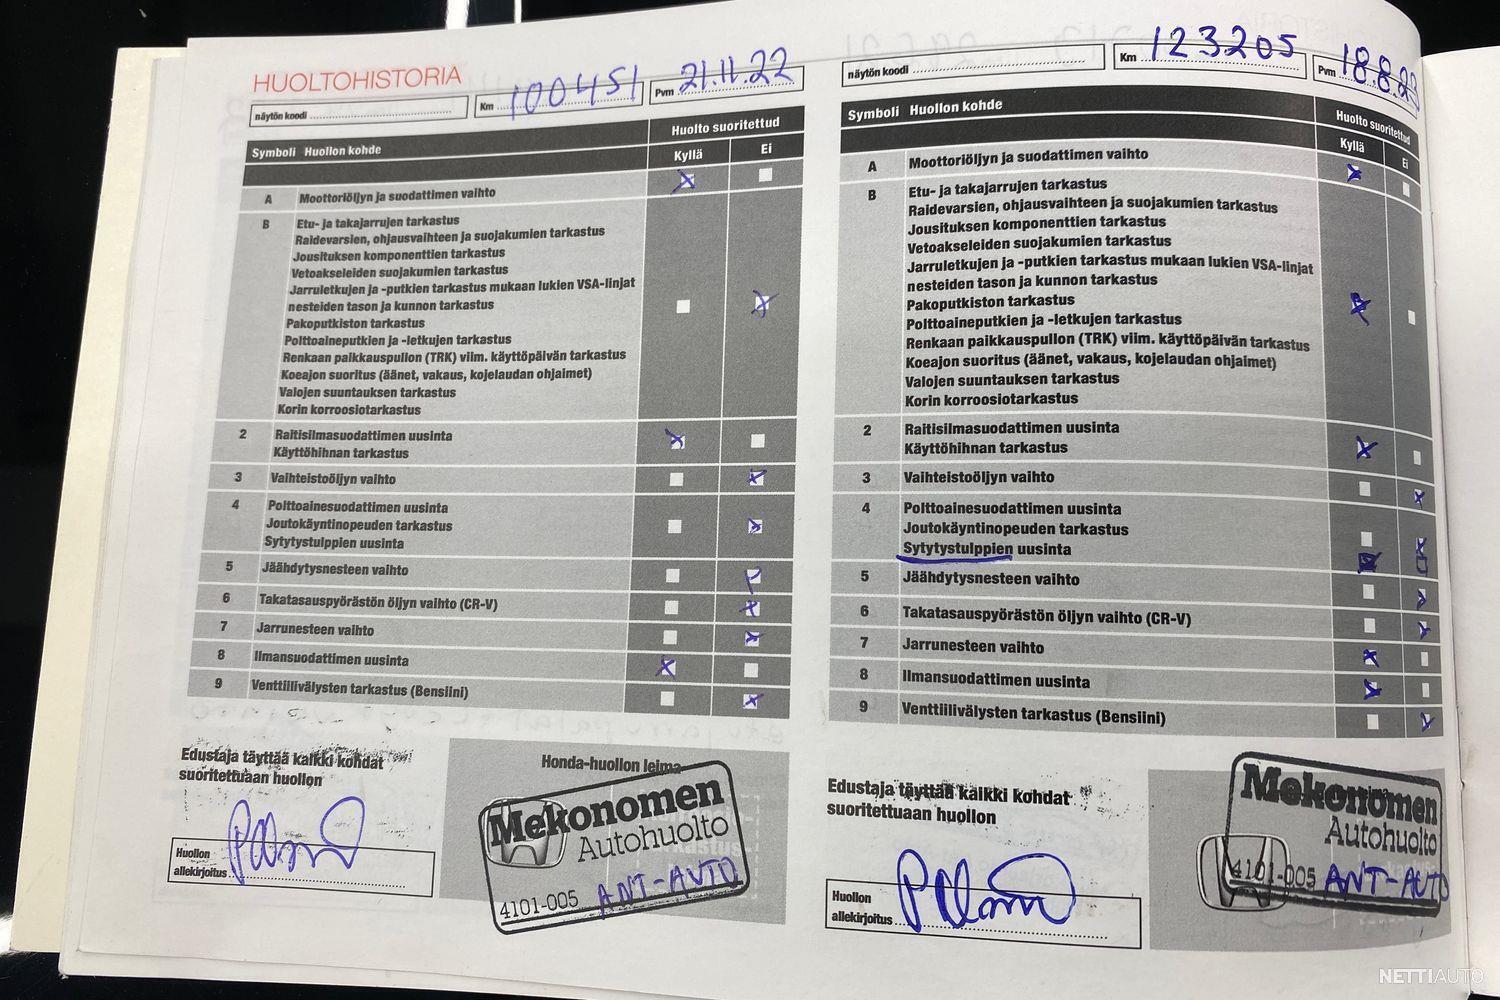 HUOLTOHISTORIA
näytön koodi
Km 100451
Pvm 21.11.22
Symboli Huollon kohde
Huolto suoritettud
Kyllä
Ei
A Moottoriöljyn ja suodattimen vaihto
B Etu- ja takajarrujen tarkastus
Raidevarsien, ohjausvaihteen ja suojakumien tarkastus
Jousituksen komponenttien tarkastus
Vetoakseleiden suojakumien tarkastus
Jarruletkujen ja -putkien tarkastus mukaan lukien VSA-linjat
nesteiden tason ja kunnon tarkastus
Pakoputkiston tarkastus
Polttoaineputkien ja -letkujen tarkastus
Renkaan paikkauspullon (TRK) viim. käyttöpäivän tarkastus
Koeajon suoritus (äänet, vakaus, kojelaudan ohjaimet)
Valojen suuntauksen tarkastus
Korin korroosiotarkastus
2 Raitisilmasuodattimen uusinta
Käyttöhihnan tarkastus
3 Vaihteistoöljyn vaihto
4 Polttoainesuodattimen uusinta
Joutokäyntinopeuden tarkastus
Sytytystulppien uusinta
5 Jäähdytysnesteen vaihto
6 Takatasauspyörästön öljyn vaihto (CR-V)
7 Jarrunesteen vaihto
8 Ilmansuodattimen uusinta
9 Venttiilivälysten tarkastus (Bensiini)
Edustaja täyttää kaikki kohdat
suoritettuaan huollon
Huollon
allekirjoitus
Honda-huollon leima
Mekonomen
Autohuolto
4101-005 ANT-AUTO
näytön koodi
Km 123205
Pvm 18.8.23
Symboli Huollon kohde
Huolto suoritettud
Kyllä
Ei
A Moottoriöljyn ja suodattimen vaihto
B Etu- ja takajarrujen tarkastus
Raidevarsien, ohjausvaihteen ja suojakumien tarkastus
Jousituksen komponenttien tarkastus
Vetoakseleiden suojakumien tarkastus
Jarruletkujen ja -putkien tarkastus mukaan lukien VSA-linjat
nesteiden tason ja kunnon tarkastus
Pakoputkiston tarkastus
Polttoaineputkien ja -letkujen tarkastus
Renkaan paikkauspullon (TRK) viim. käyttöpäivän tarkastus
Koeajon suoritus (äänet, vakaus, kojelaudan ohjaimet)
Valojen suuntauksen tarkastus
Korin korroosiotarkastus
2 Raitisilmasuodattimen uusinta
Käyttöhihnan tarkastus
3 Vaihteistoöljyn vaihto
4 Polttoainesuodattimen uusinta
Joutokäyntinopeuden tarkastus
Sytytystulppien uusinta
5 Jäähdytysnesteen vaihto
6 Takatasauspyörästön öljyn vaihto (CR-V)
7 Jarrunesteen vaihto
8 Ilmansuodattimen uusinta
9 Venttiilivälysten tarkastus (Bensiini)
Edustaja täyttää kaikki kohdat
suoritettuaan huollon
Huollon
allekirjoitus
Mekonomen
Autohuolto
4101-005 ANT-AUTO
NETTIAUTO